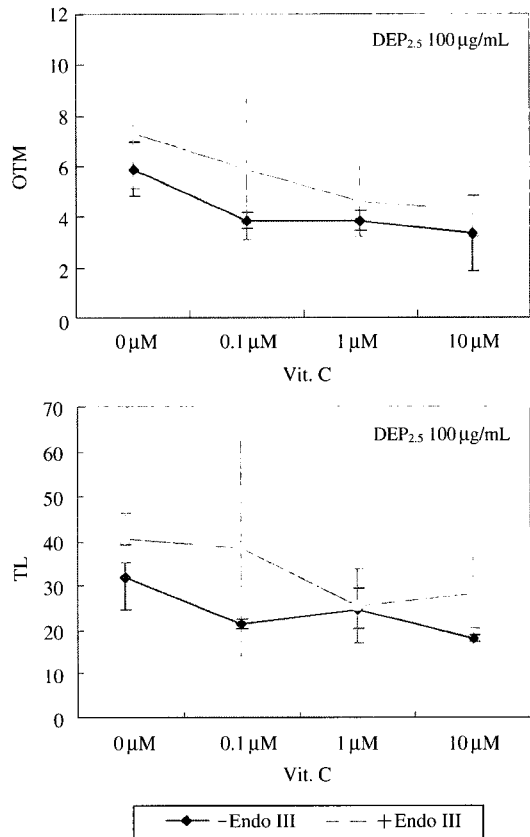 12
10
8
6
4
2
0
OTM
DEP2.5 100 μg/mL
0 μM 0.1 μM 1 μM 10 μM
Vit. C
70
60
50
40
30
20
10
0
TL
DEP2.5 100 μg/mL
0 μM 0.1 μM 1 μM 10 μM
Vit. C
−Endo III +Endo III